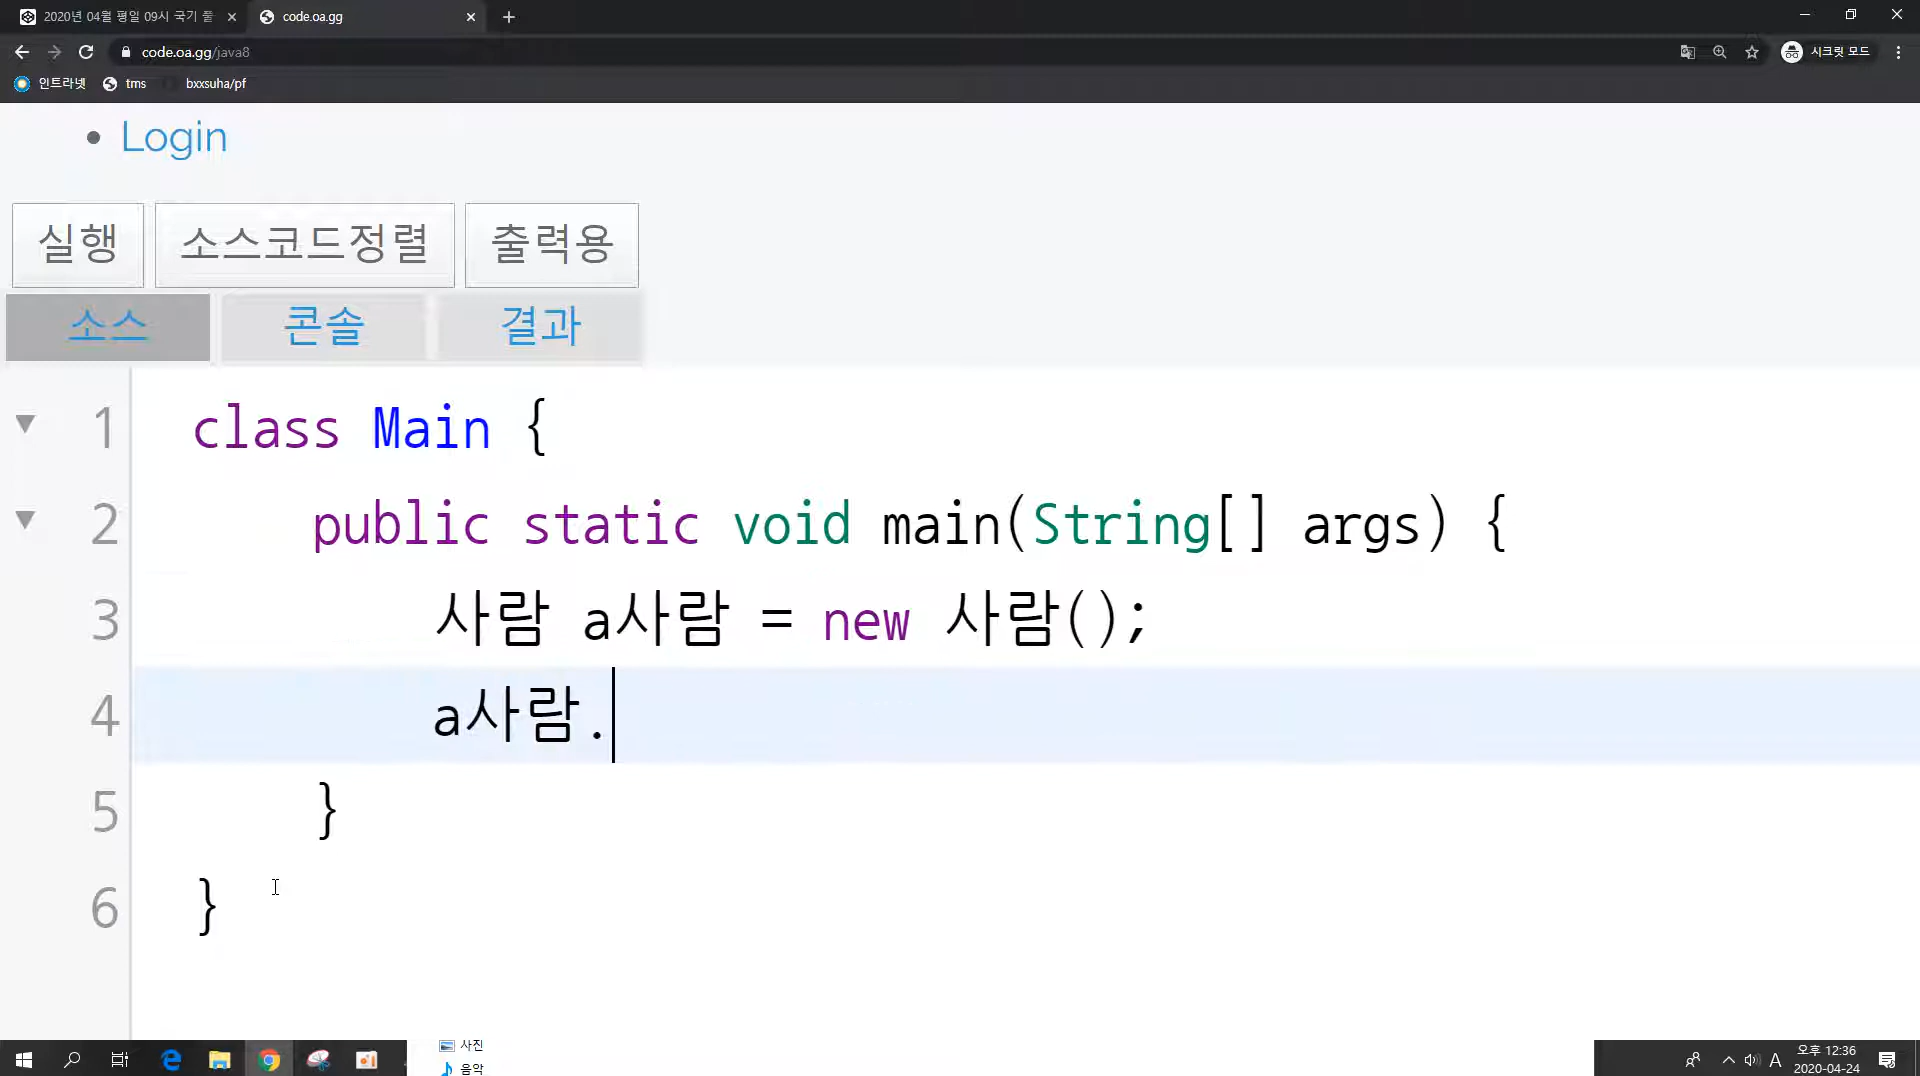 2020년 04월 평일 09시 국기 훝
code.oa.gg
code.oa.gg/java8
시크릿 모드
인트라넷
tms
bxxsuha/pf
Login
실행
소스코드정렬
출력용
소스
콘솔
결과
1 class Main {
2 public static void main(String[] args) {
3 사람 a사람 = new 사람();
4 a사람.
5 }
6 }
사진
음악
A
오후 12:36
2020-04-24